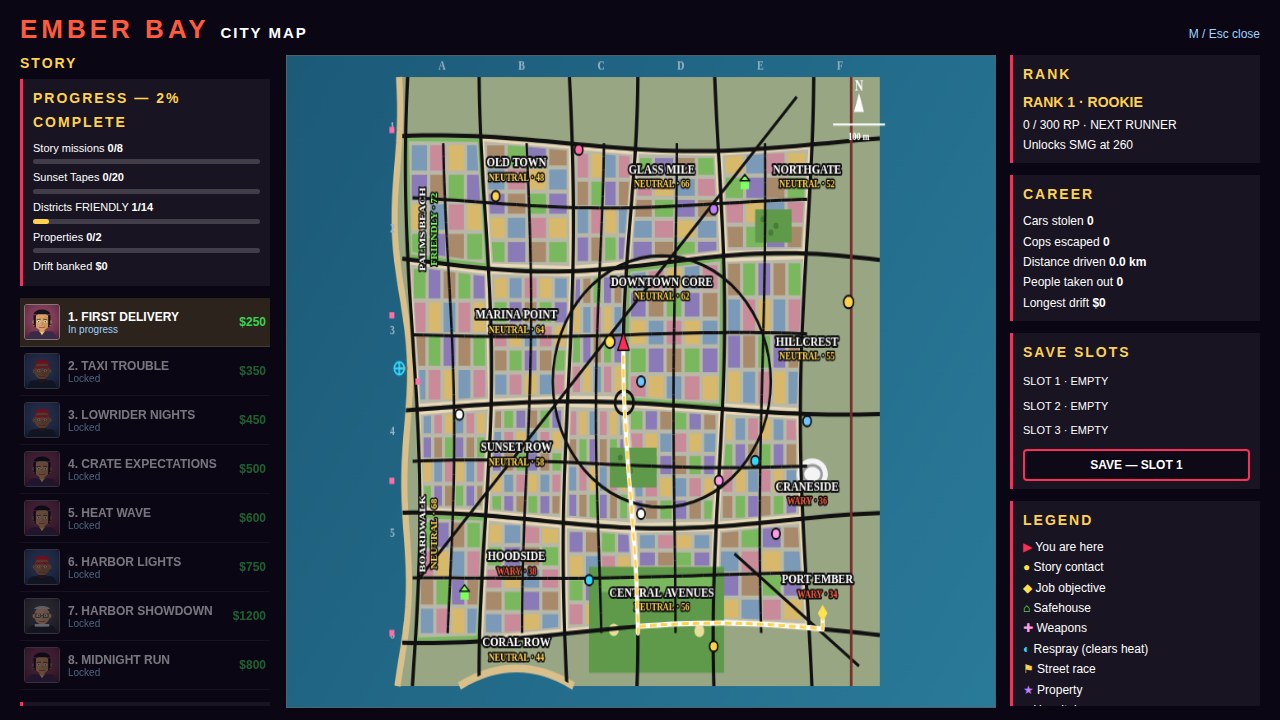 EMBER BAY CITY MAP
M / Esc close
STORY
PROGRESS — 2% COMPLETE
Story missions 0/8
Sunset Tapes 0/20
Districts FRIENDLY 1/14
Properties 0/2
Drift banked $0
1. FIRST DELIVERY
In progress
$250
2. TAXI TROUBLE
Locked
$350
3. LOWRIDER NIGHTS
Locked
$450
4. CRATE EXPECTATIONS
Locked
$500
5. HEAT WAVE
Locked
$600
6. HARBOR LIGHTS
Locked
$750
7. HARBOR SHOWDOWN
Locked
$1200
8. MIDNIGHT RUN
Locked
$800
A B C D E F
N
100 m
3
4
5
OLD TOWN
NEUTRAL · 48
GLASS MILE
NEUTRAL · 66
NORTHGATE
NEUTRAL · 52
PALMS BEACH
FRIENDLY · 72
DOWNTOWN CORE
NEUTRAL · 62
MARINA POINT
NEUTRAL · 64
HILLCREST
NEUTRAL · 55
SUNSET ROW
NEUTRAL · 58
CRANESIDE
WARY · 36
BOARDWALK
NEUTRAL · 68
HOODSIDE
WARY · 30
CENTRAL AVENUES
NEUTRAL · 56
PORT EMBER
WARY · 34
CORAL ROW
NEUTRAL · 44
RANK
RANK 1 · ROOKIE
0 / 300 RP · NEXT RUNNER
Unlocks SMG at 260
CAREER
Cars stolen 0
Cops escaped 0
Distance driven 0.0 km
People taken out 0
Longest drift $0
SAVE SLOTS
SLOT 1 · EMPTY
SLOT 2 · EMPTY
SLOT 3 · EMPTY
SAVE — SLOT 1
LEGEND
You are here
Story contact
Job objective
Safehouse
Weapons
Respray (clears heat)
Street race
Property